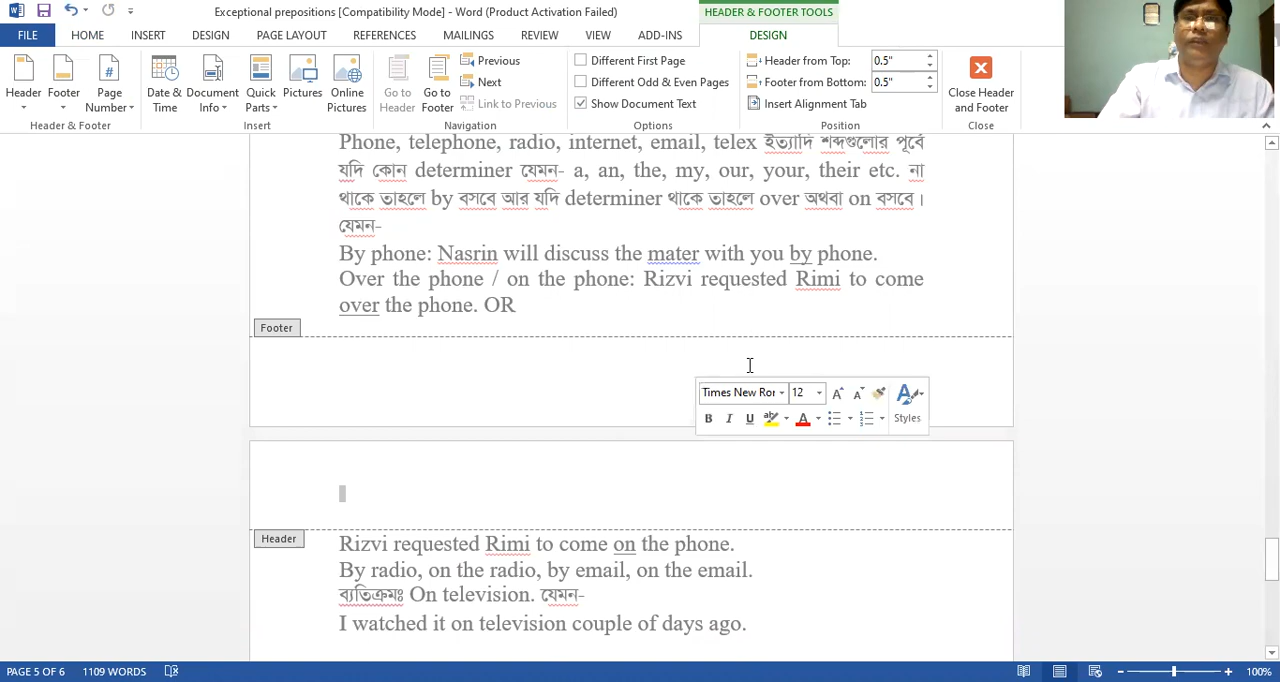 Exceptional prepositions [Compatibility Mode] - Word (Product Activation Failed)
HEADER & FOOTER TOOLS
FILE HOME INSERT DESIGN PAGE LAYOUT REFERENCES MAILINGS REVIEW VIEW ADD-INS DESIGN
Header
Footer
Page Number
Header & Footer
Date & Time
Document Info
Quick Parts
Pictures
Online Pictures
Insert
Go to Header
Go to Footer
Previous
Next
Link to Previous
Navigation
Different First Page
Different Odd & Even Pages
Show Document Text
Options
Header from Top: 0.5"
Footer from Bottom: 0.5"
Insert Alignment Tab
Position
Close Header and Footer
Close
Phone, telephone, radio, internet, email, telex ইত্যাদি শব্দগুলোর পূর্বে
যদি কোন determiner যেমন- a, an, the, my, our, your, their etc. না
থাকে তাহলে by বসবে আর যদি determiner থাকে তাহলে over অথবা on বসবে।
যেমন-
By phone: Nasrin will discuss the mater with you by phone.
Over the phone / on the phone: Rizvi requested Rimi to come
over the phone. OR
Footer
Times New Ror 12
B I U Styles
Header
Rizvi requested Rimi to come on the phone.
By radio, on the radio, by email, on the email.
ব্যতিক্রমঃ On television. যেমন-
I watched it on television couple of days ago.
PAGE 5 OF 6 1109 WORDS 100%